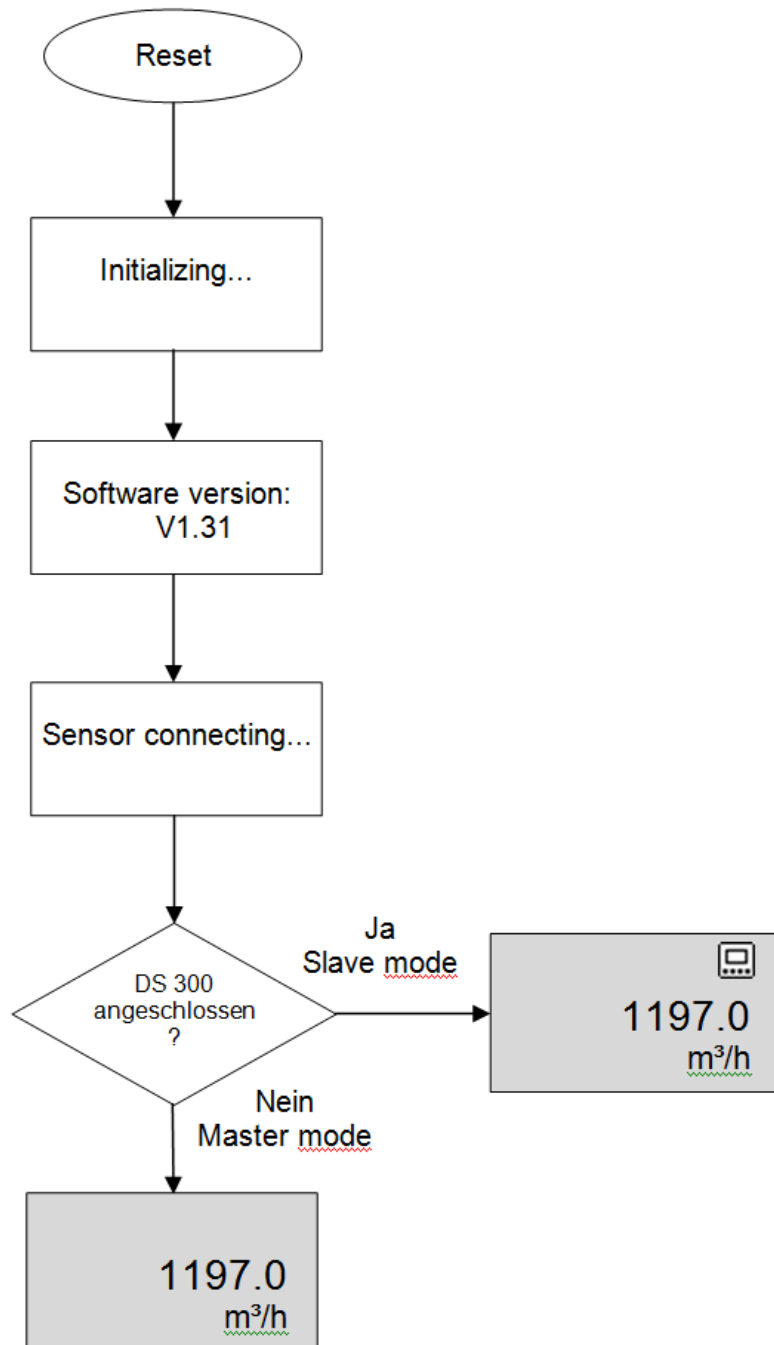 Reset
Initializing...
Software version:
V1.31
Sensor connecting...
DS 300
angeschlossen
?
Ja
Slave mode
1197.0
m³/h
Nein
Master mode
1197.0
m³/h